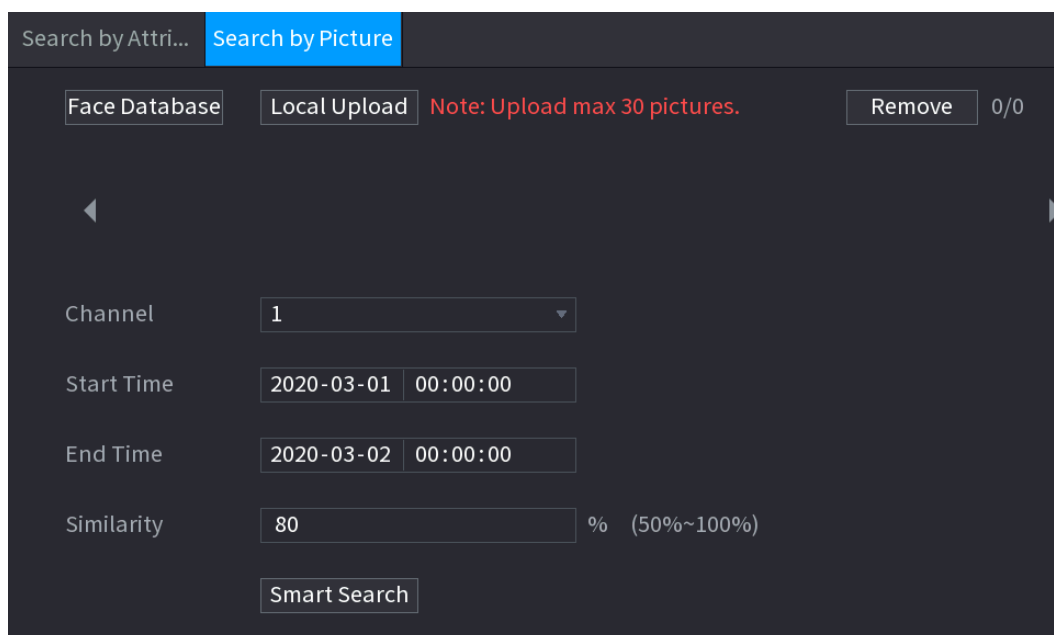 Search by Attri... Search by Picture
Face Database Local Upload Note: Upload max 30 pictures. Remove 0/0
Channel 1
Start Time 2020-03-01 00:00:00
End Time 2020-03-02 00:00:00
Similarity 80 % (50%~100%)
Smart Search